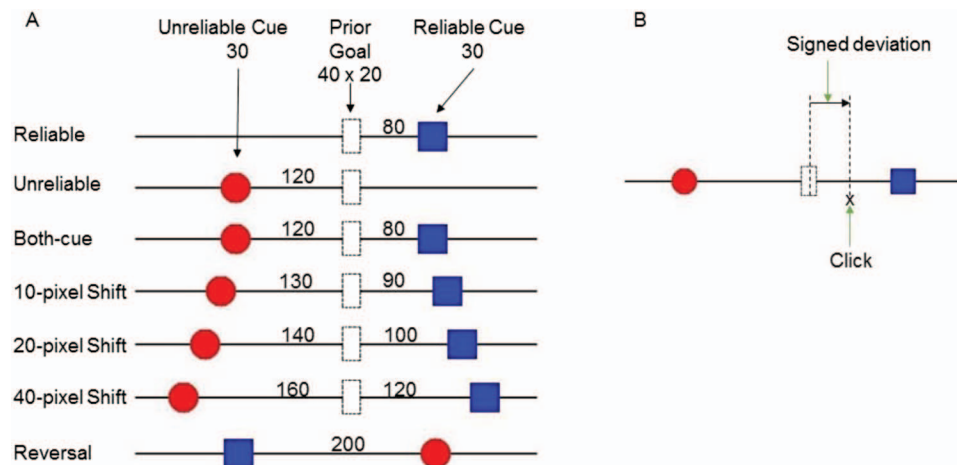 A
Unreliable Cue
30
Prior
Goal
40 x 20
Reliable Cue
30
Reliable
80
Unreliable
120
Both-cue
120
80
10-pixel Shift
130
90
20-pixel Shift
140
100
40-pixel Shift
160
120
Reversal
200
B
Signed deviation
x
Click